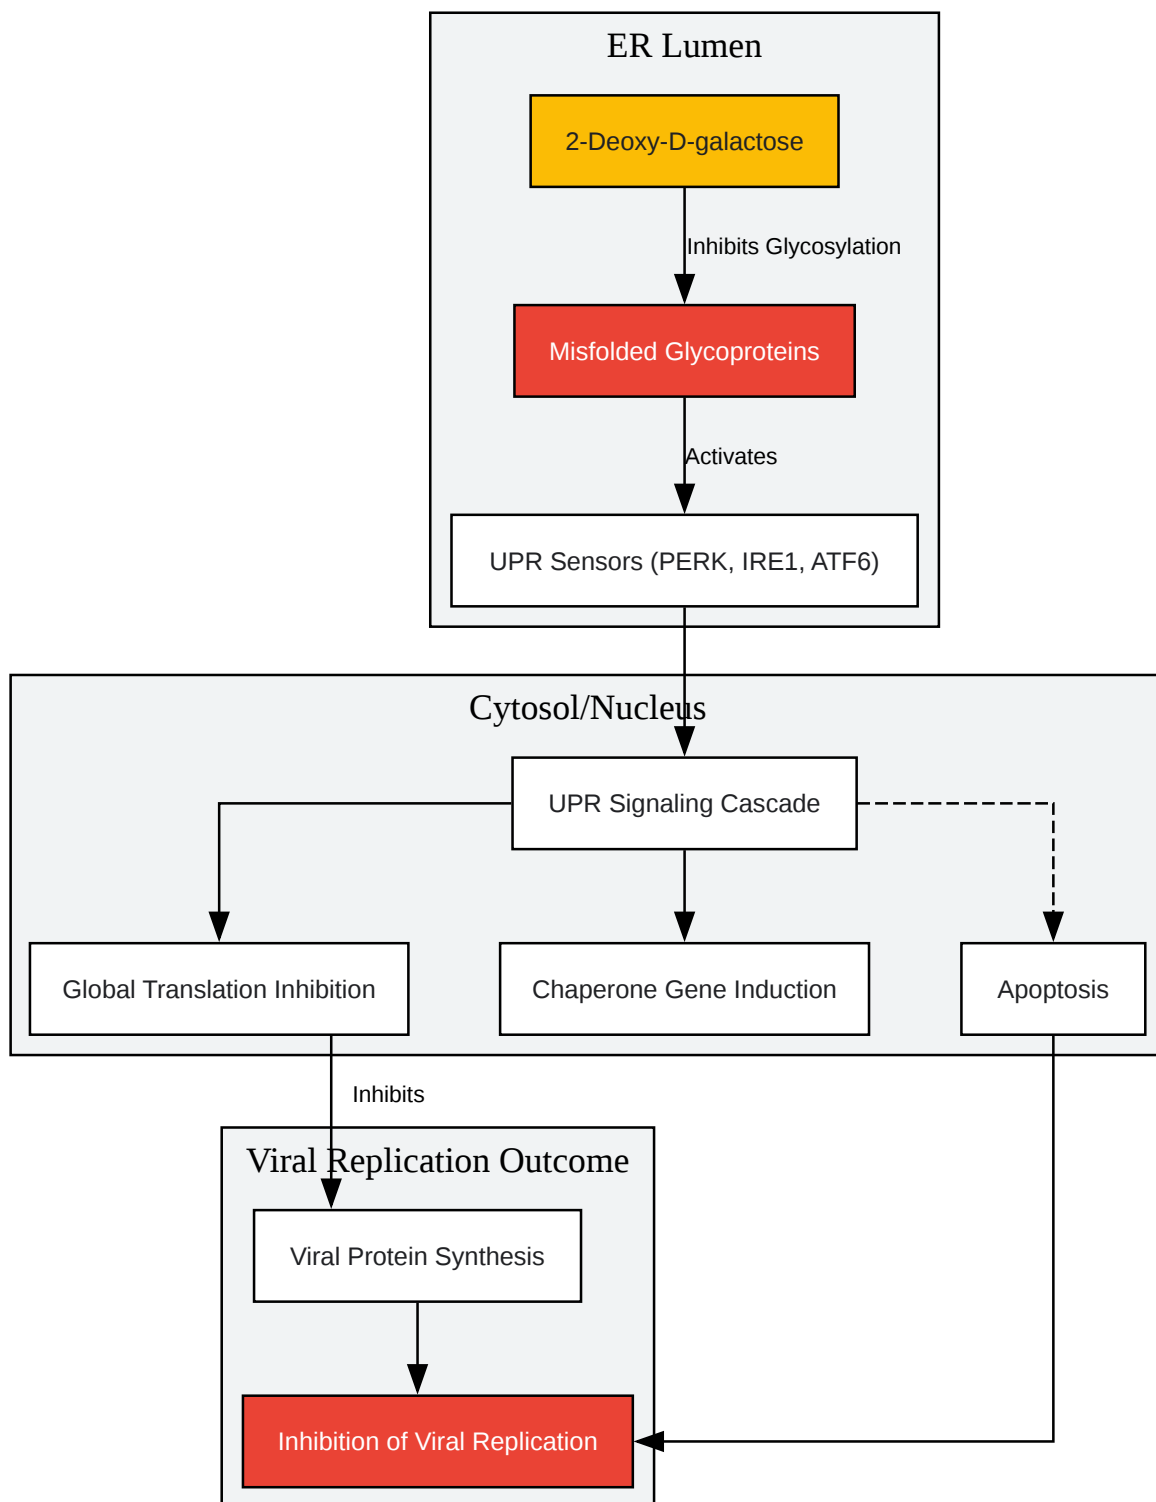 ER Lumen
2-Deoxy-D-galactose
Inhibits Glycosylation
Misfolded Glycoproteins
Activates
UPR Sensors (PERK, IRE1, ATF6)
Cytosol/Nucleus
UPR Signaling Cascade
Global Translation Inhibition
Chaperone Gene Induction
Apoptosis
Inhibits
Viral Replication Outcome
Viral Protein Synthesis
Inhibition of Viral Replication